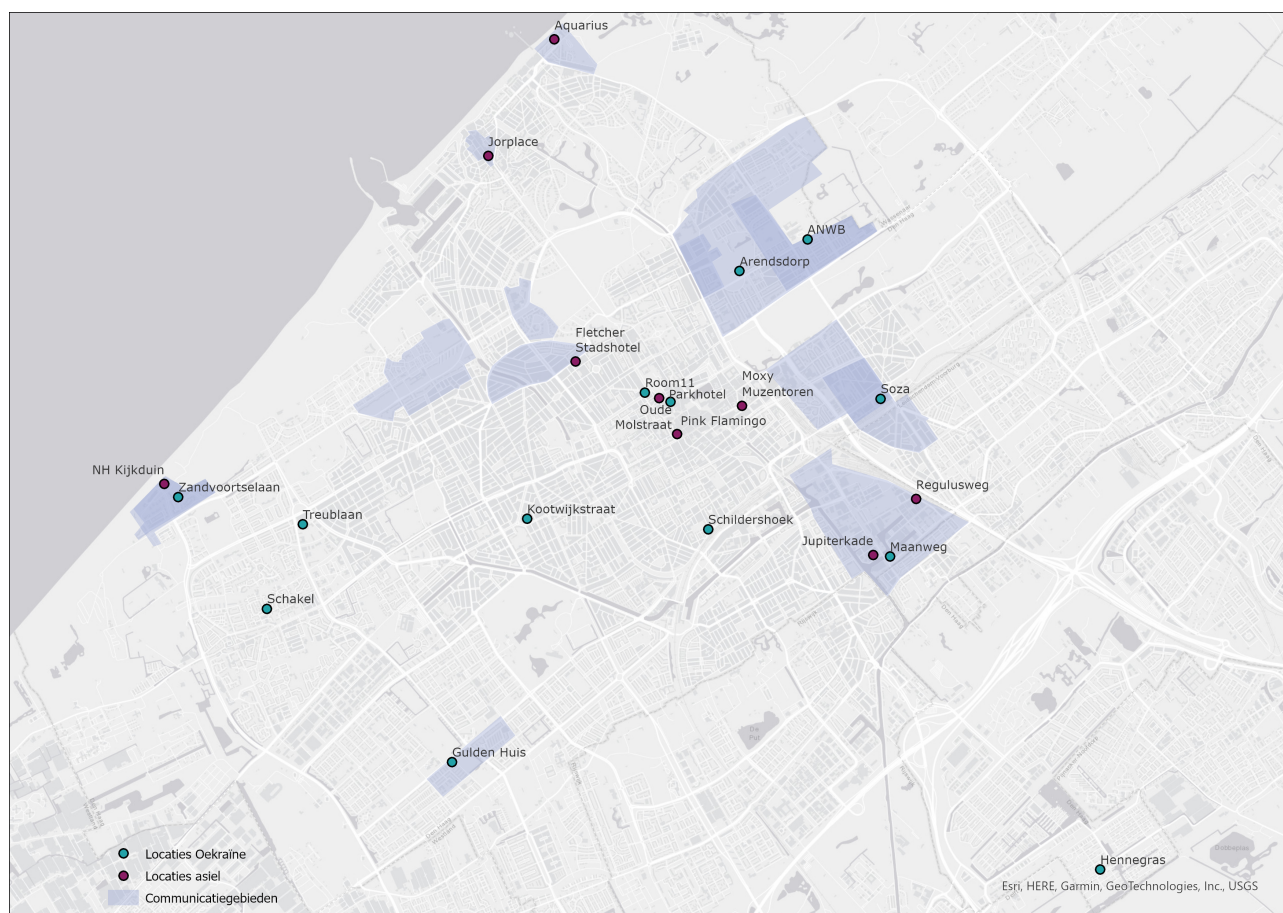 Aquarius
Jorplace
ANWB
Arendsdorp
Fletcher
Stadshotel
Moxy
Muzentoren
Room11
Parkhotel
Oude
Molstraat
Pink Flamingo
Soza
NH Kijkduin
Zandvoortselaan
Treublaan
Kootwijkstraat
Schildershoek
Regulusweg
Jupiterkade
Maanweg
Schakel
Gulden Huis
Hennegras
Locaties Oekraïne
Locaties asiel
Communicatiegebieden
Esri, HERE, Garmin, GeoTechnologies, Inc., USGS